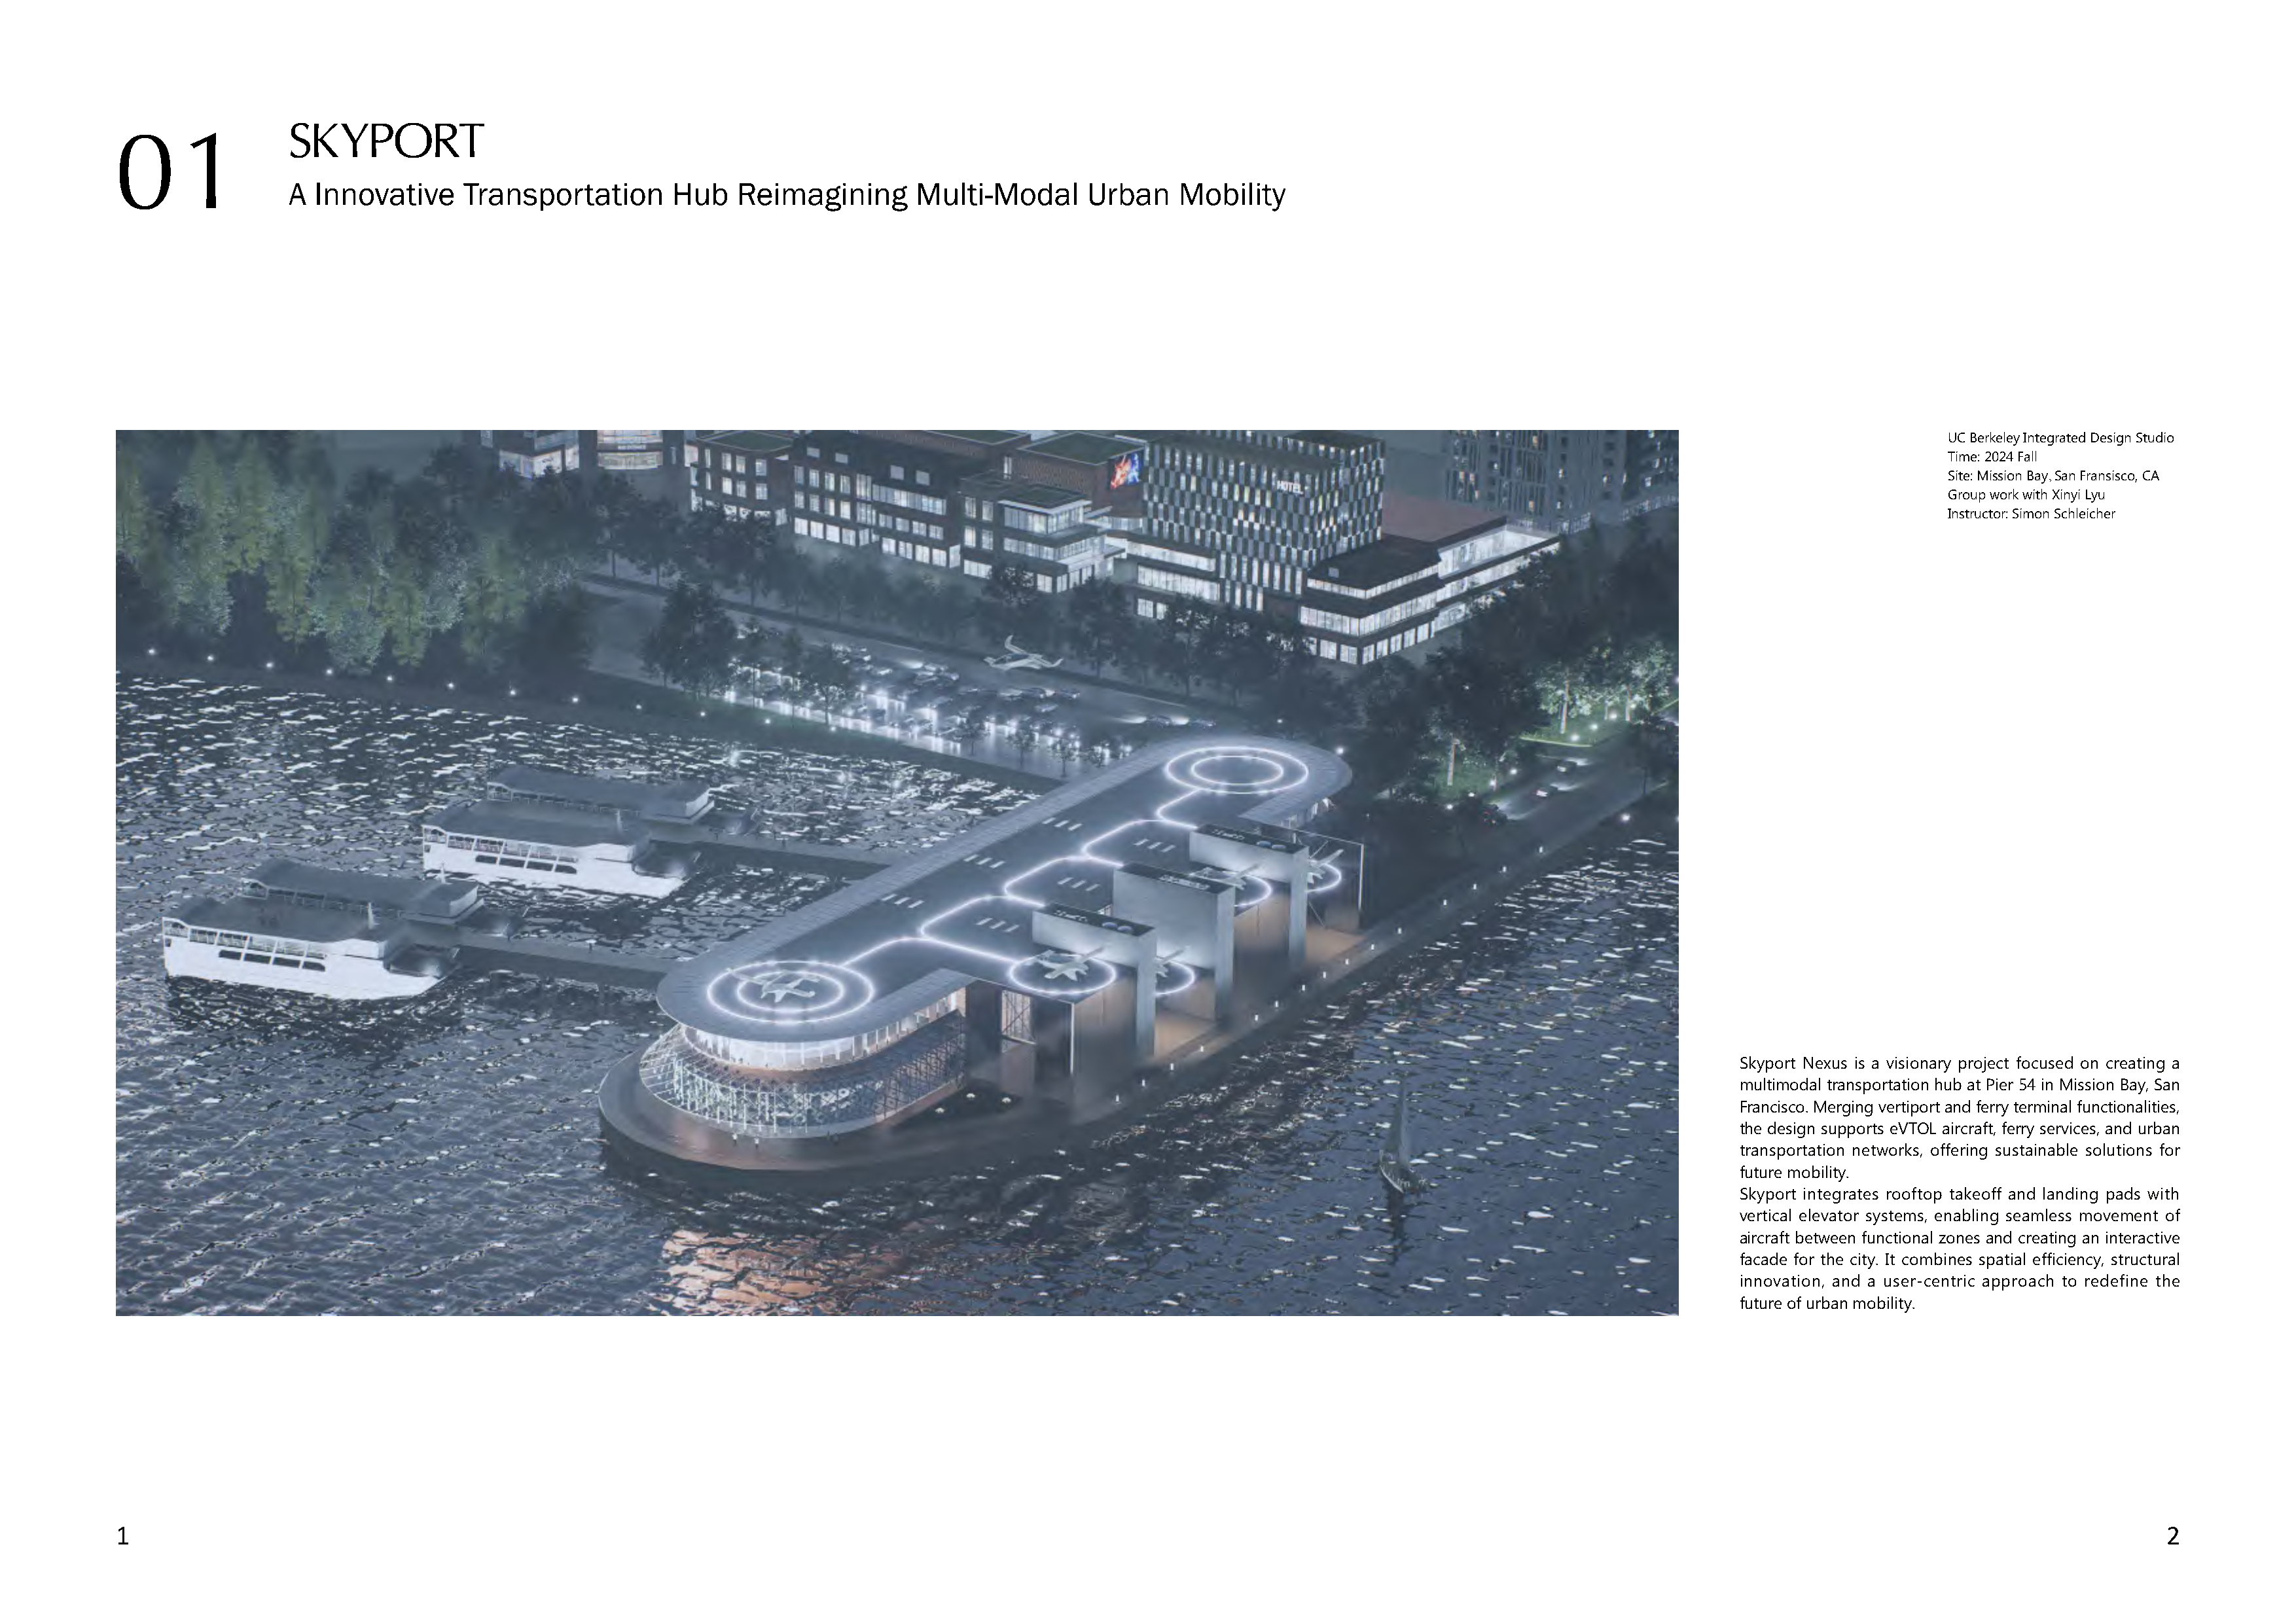 01
SKYPORT
A Innovative Transportation Hub Reimagining Multi-Modal Urban Mobility
HOTEL
UC Berkeley Integrated Design Studio
Time: 2024 Fall
Site: Mission Bay, San Fransisco, CA
Group work with Xinyi Lyu
Instructor: Simon Schleicher
Skyport Nexus is a visionary project focused on creating a
multimodal transportation hub at Pier 54 in Mission Bay, San
Francisco. Merging vertiport and ferry terminal functionalities,
the design supports eVTOL aircraft, ferry services, and urban
transportation networks, offering sustainable solutions for
future mobility.
Skyport integrates rooftop takeoff and landing pads with
vertical elevator systems, enabling seamless movement of
aircraft between functional zones and creating an interactive
facade for the city. It combines spatial efficiency, structural
innovation, and a user-centric approach to redefine the
future of urban mobility.
1
2